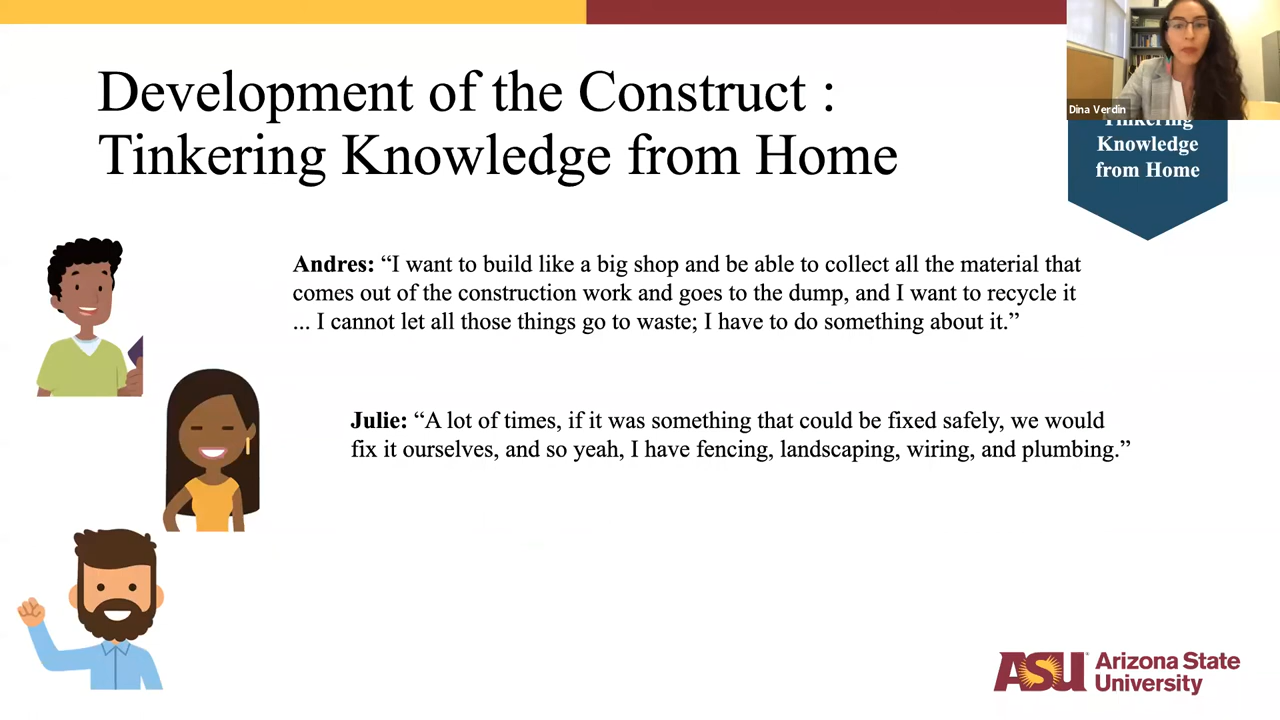 Development of the Construct :
Tinkering Knowledge from Home
Dina Verdin
Tinkering
Knowledge
from Home
Andres: “I want to build like a big shop and be able to collect all the material that
comes out of the construction work and goes to the dump, and I want to recycle it
... I cannot let all those things go to waste; I have to do something about it.”
Julie: “A lot of times, if it was something that could be fixed safely, we would
fix it ourselves, and so yeah, I have fencing, landscaping, wiring, and plumbing.”
ASU Arizona State
University